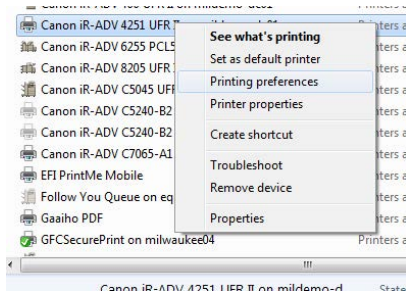 Canon iR-ADV 4251 UFR II
Canon iR-ADV 6255 PCL5
Canon iR-ADV 8205 UFR
Canon iR-ADV C5045 UFR
Canon iR-ADV C5240-B2
Canon iR-ADV C5240-B2
Canon iR-ADV C7065-A1
EFI PrintMe Mobile
Follow You Queue on eq
Gaaiho PDF
GFCSecurePrint on milwaukee04
Printers a
See what's printing
Set as default printer
Printing preferences
Printer properties
Create shortcut
Troubleshoot
Remove device
Properties
Canon iR-ADV 4251 UFR II on mildemo-d
State